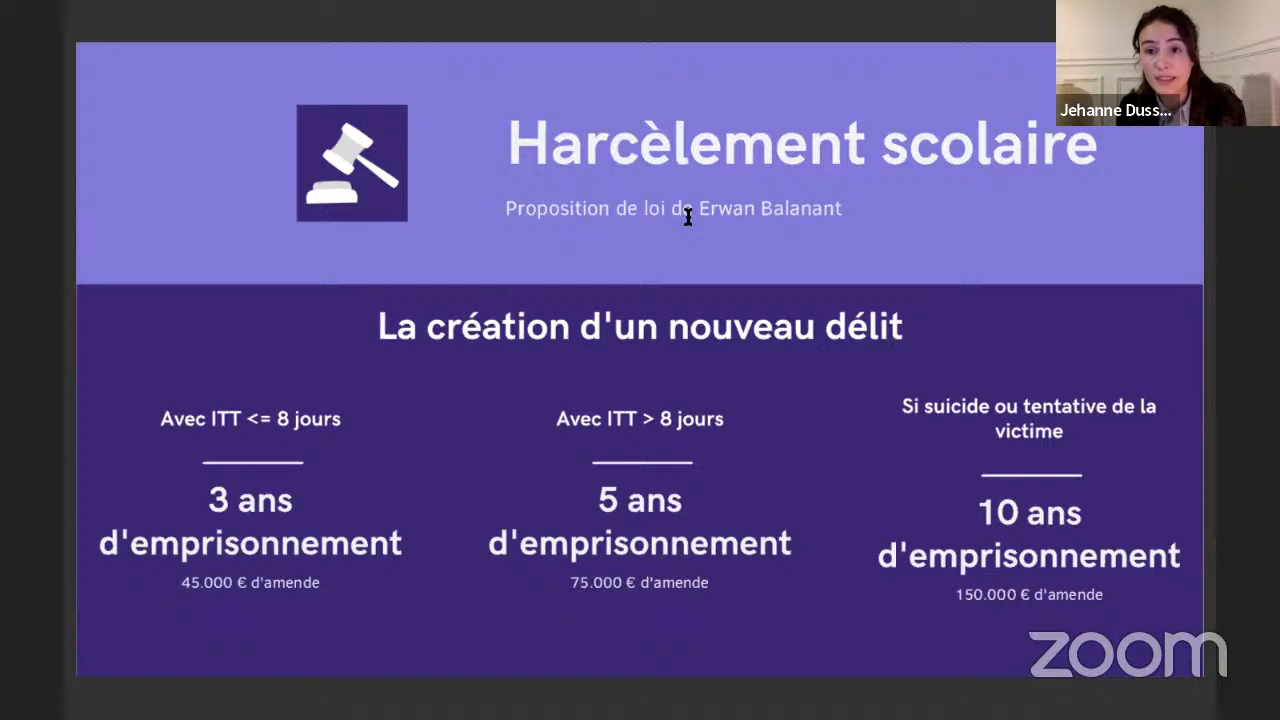 Jehanne Duss...
Harcèlement scolaire
Proposition de loi de Erwan Balanant
La création d'un nouveau délit
Avec ITT <= 8 jours
3 ans
d'emprisonnement
45.000 € d'amende
Avec ITT > 8 jours
5 ans
d'emprisonnement
75.000 € d'amende
Si suicide ou tentative de la
victime
10 ans
d'emprisonnement
150.000 € d'amende
zoom